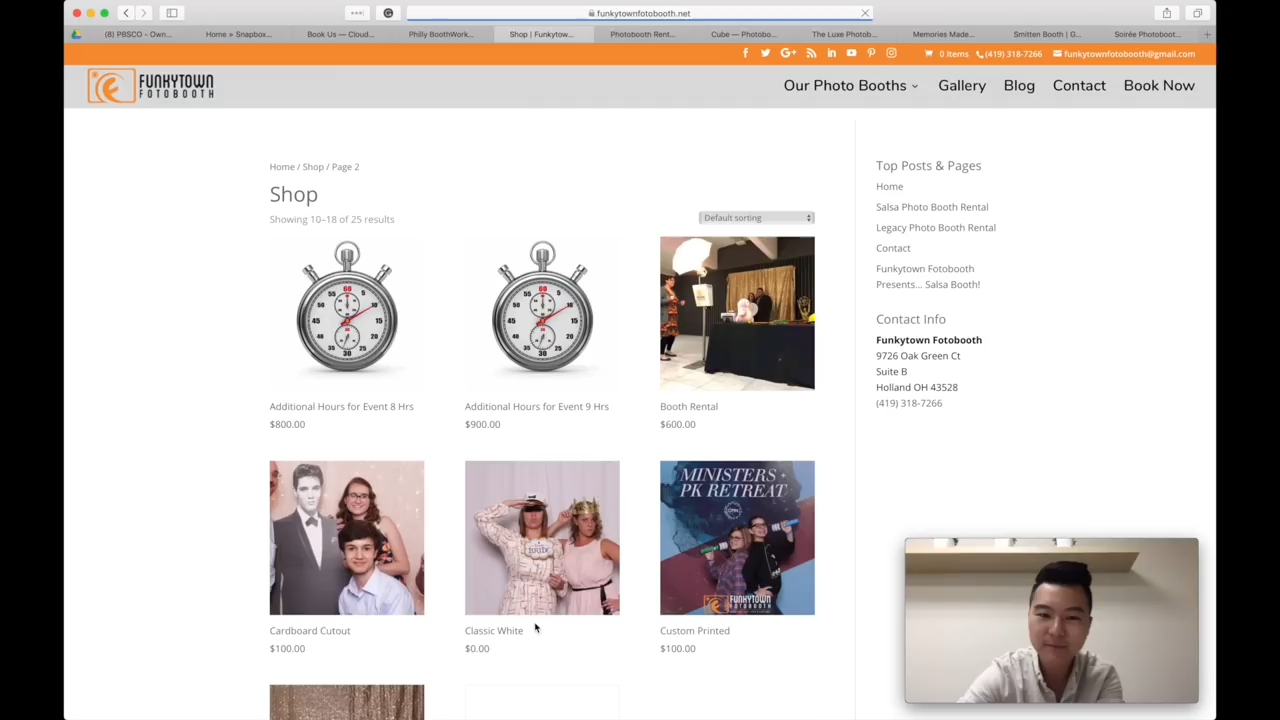 funkytownfotobooth.net
(8) PBSCO - Own...
Home » Snapbox...
Book Us — Cloud...
Philly BoothWork...
Shop | Funkytow...
Photobooth Rent...
Cube — Photobo...
The Luxe Photob...
Memories Made...
Smitten Booth | G...
Soirée Photoboot...
0 Items
(419) 318-7266
funkytownfotobooth@gmail.com
FUNKYTOWN
FOTOBOOTH
Our Photo Booths
Gallery
Blog
Contact
Book Now
Home / Shop / Page 2
Shop
Showing 10–18 of 25 results
Default sorting
Additional Hours for Event 8 Hrs
$800.00
Additional Hours for Event 9 Hrs
$900.00
Booth Rental
$600.00
Cardboard Cutout
$100.00
BRIDE
Classic White
$0.00
MINISTERS +
PK RETREAT
FUNKYTOWN
FOTOBOOTH
Custom Printed
$100.00
Top Posts & Pages
Home
Salsa Photo Booth Rental
Legacy Photo Booth Rental
Contact
Funkytown Fotobooth
Presents... Salsa Booth!
Contact Info
Funkytown Fotobooth
9726 Oak Green Ct
Suite B
Holland OH 43528
(419) 318-7266